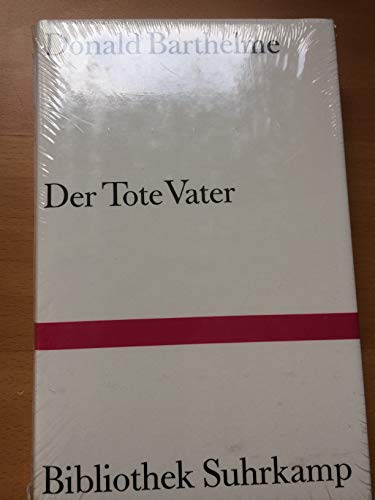 Donald Barthelme
Der Tote Vater
Bibliothek Suhrkamp